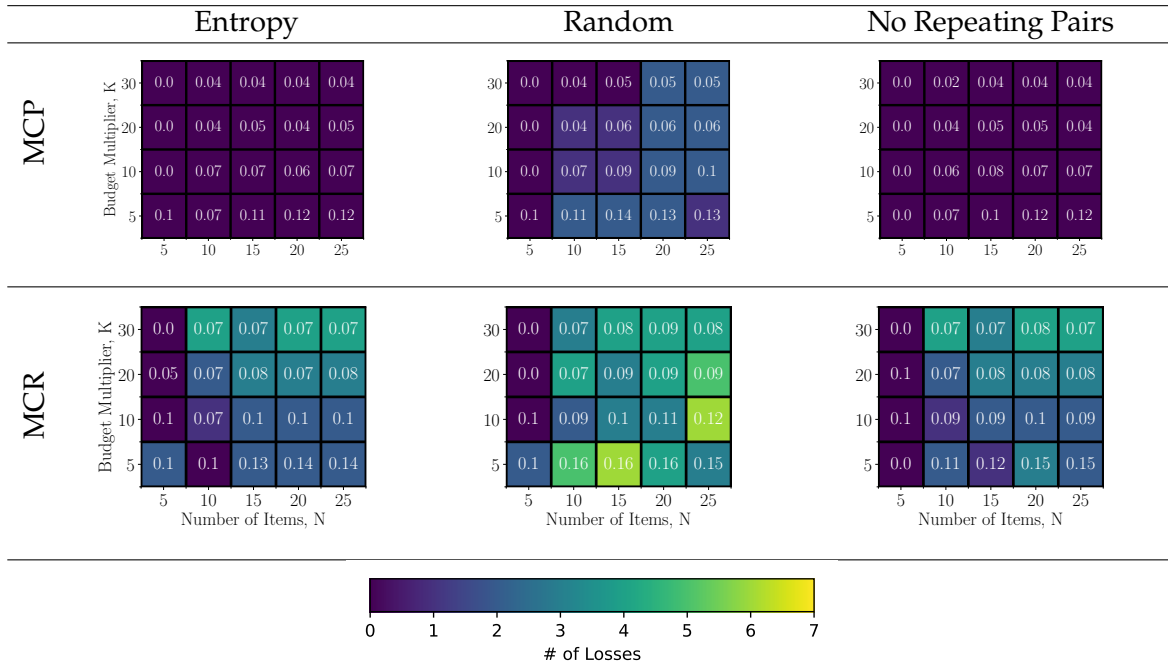 Entropy Random No Repeating Pairs
MCP
Budget Multiplier, K
30 0.0 0.04 0.04 0.04 0.04
20 0.0 0.04 0.05 0.04 0.05
10 0.0 0.07 0.07 0.06 0.07
5 0.1 0.07 0.11 0.12 0.12
5 10 15 20 25
30 0.0 0.04 0.05 0.05 0.05
20 0.0 0.04 0.06 0.06 0.06
10 0.0 0.07 0.09 0.09 0.1
5 0.1 0.11 0.14 0.13 0.13
5 10 15 20 25
30 0.0 0.02 0.04 0.04 0.04
20 0.0 0.04 0.05 0.05 0.04
10 0.0 0.06 0.08 0.07 0.07
5 0.0 0.07 0.1 0.12 0.12
5 10 15 20 25
MCR
Budget Multiplier, K
30 0.0 0.07 0.07 0.07 0.07
20 0.05 0.07 0.08 0.07 0.08
10 0.1 0.07 0.1 0.1 0.1
5 0.1 0.1 0.13 0.14 0.14
5 10 15 20 25
Number of Items, N
30 0.0 0.07 0.08 0.09 0.08
20 0.0 0.07 0.09 0.09 0.09
10 0.1 0.09 0.1 0.11 0.12
5 0.1 0.16 0.16 0.16 0.15
5 10 15 20 25
Number of Items, N
30 0.0 0.07 0.07 0.08 0.07
20 0.1 0.07 0.08 0.08 0.08
10 0.1 0.09 0.09 0.1 0.09
5 0.0 0.11 0.12 0.15 0.15
5 10 15 20 25
Number of Items, N
0 1 2 3 4 5 6 7
# of Losses